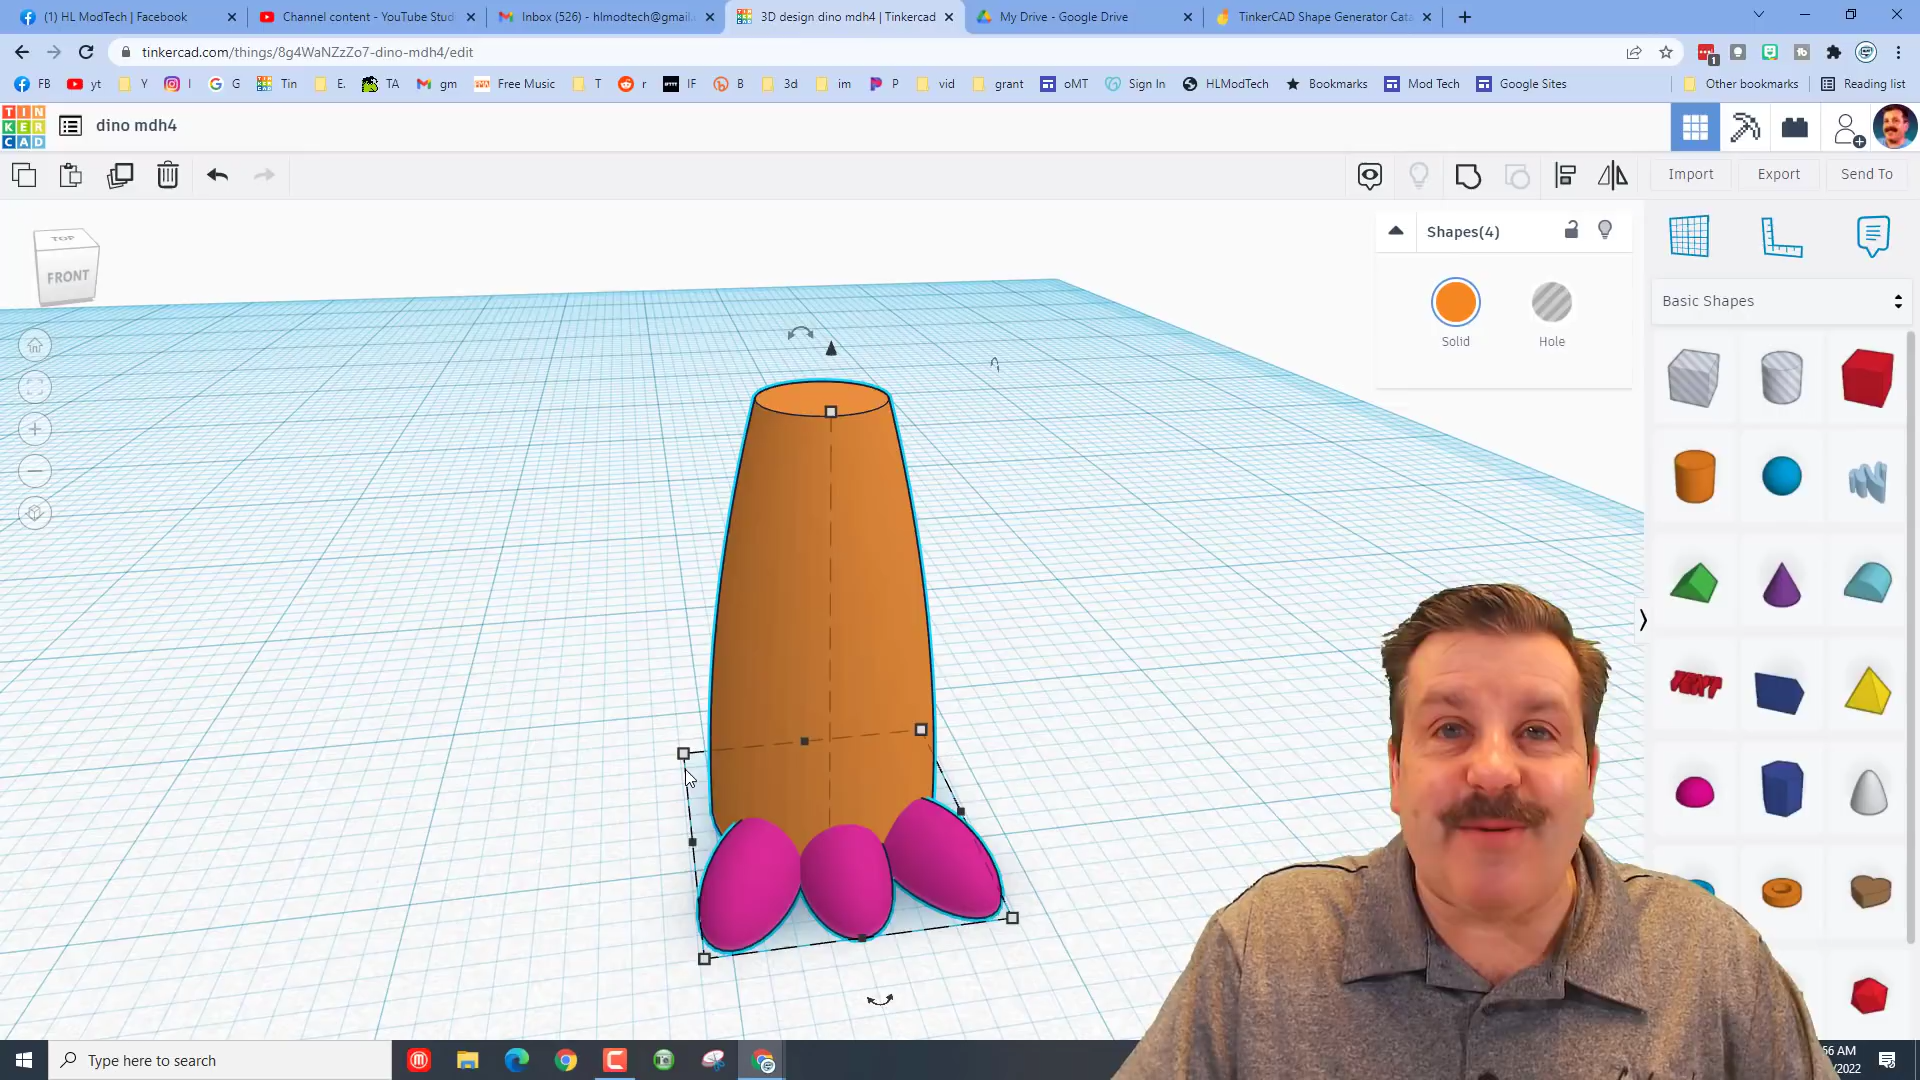 (1) HL ModTech | Facebook
Channel content - YouTube Stud
Inbox (526) - hlmodtech@gmail.
3D design dino mdh4 | Tinkercad
My Drive - Google Drive
TinkerCAD Shape Generator Cata
tinkercad.com/things/8g4WaNZzZo7-dino-mdh4/edit
1
FB
yt
Y
I
G
Tin
E.
TA
gm
Free Music
T
r
IF
B
3d
im
P
vid
grant
oMT
Sign In
HLModTech
Bookmarks
Mod Tech
Google Sites
Other bookmarks
Reading list
TIN
KER
CAD
dino mdh4
Import
Export
Send To
TOP
FRONT
Shapes(4)
Solid
Hole
Basic Shapes
TEXT
Type here to search
56 AM
/2022